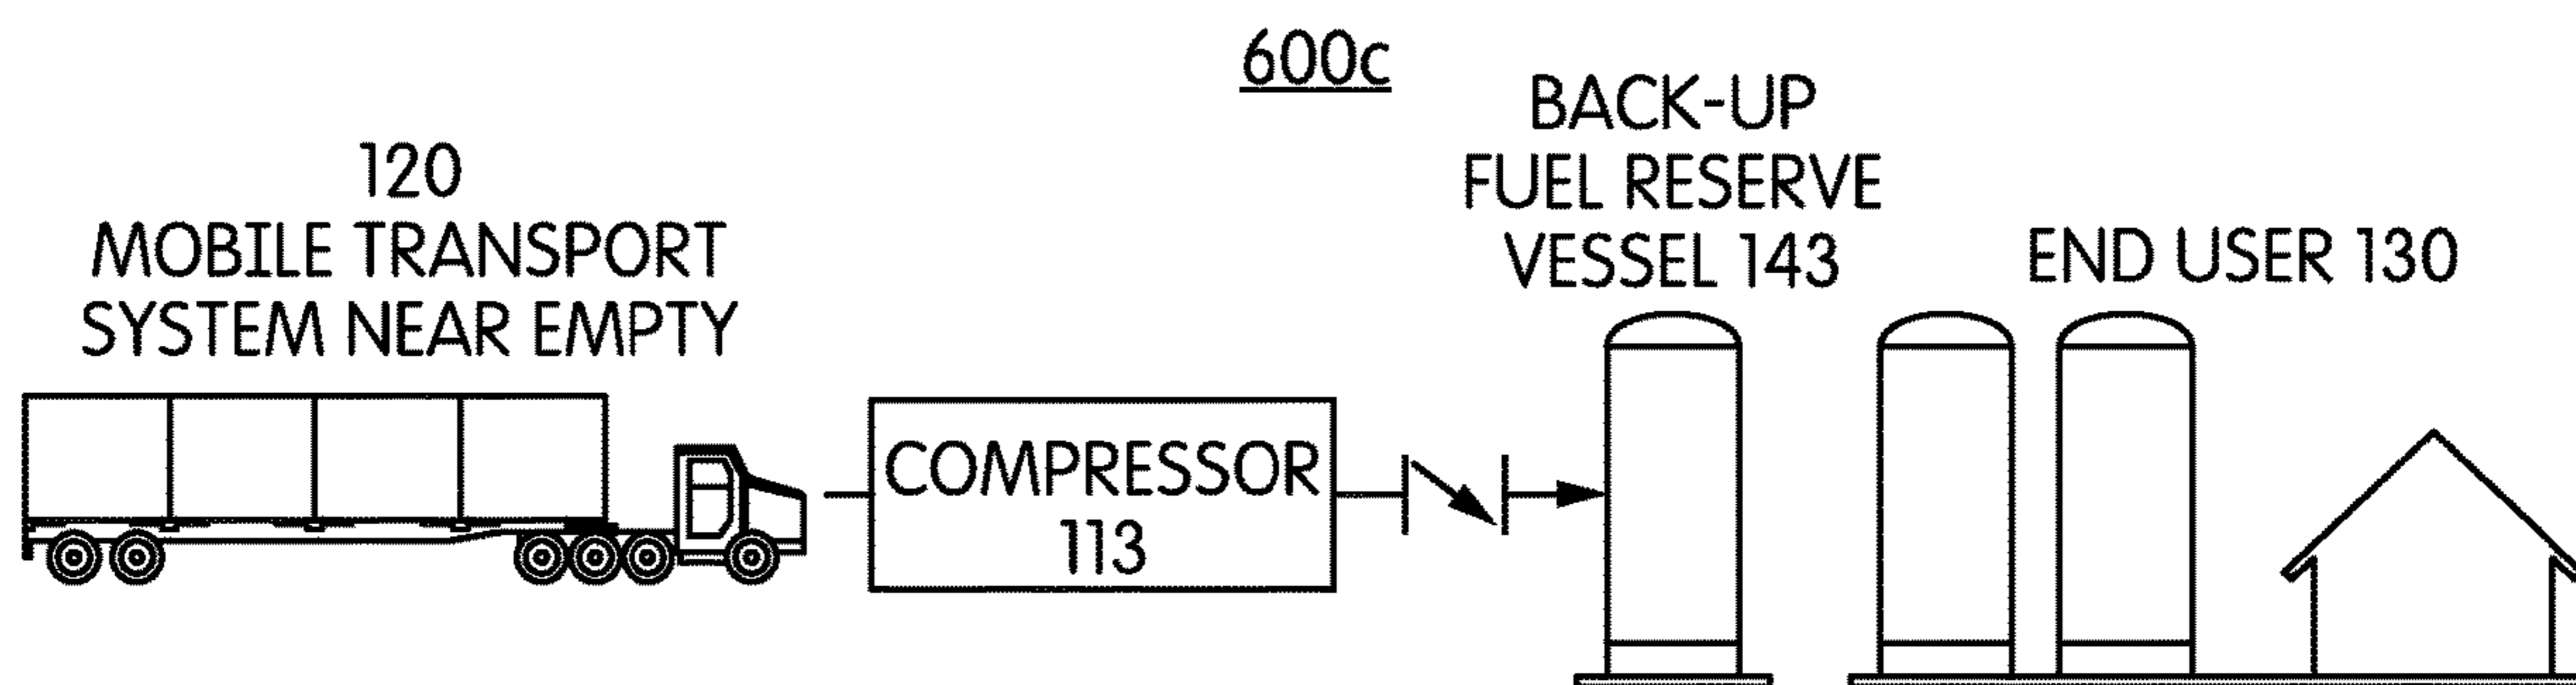 600c
120
MOBILE TRANSPORT
SYSTEM NEAR EMPTY
COMPRESSOR
113
BACK-UP
FUEL RESERVE
VESSEL 143
END USER 130